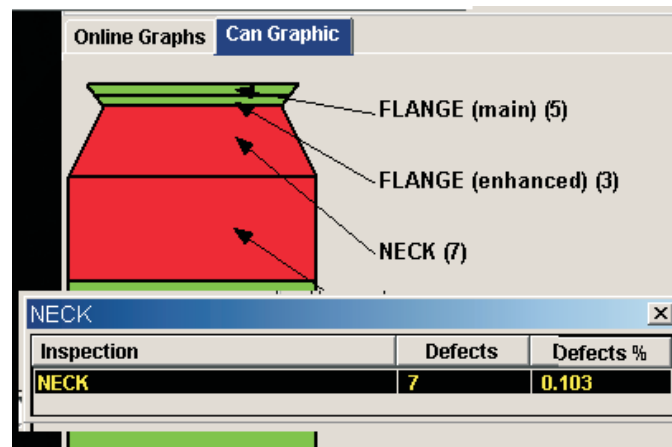 Online Graphs
Can Graphic
FLANGE (main) (5)
FLANGE (enhanced) (3)
NECK (7)
NECK
Inspection Defects Defects %
NECK 7 0.103